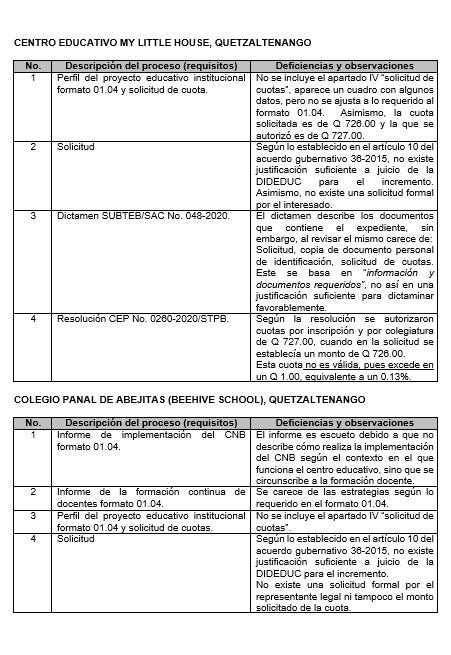 CENTRO EDUCATIVO MY LITTLE HOUSE, QUETZALTENANGO
No. Descripción del proceso (requisitos) Deficiencias y observaciones
1 Perfil del proyecto educativo institucional No se incluye el apartado IV “solicitud de
formato 01.04 y solicitud de cuota. cuotas”, aparece un cuadro con algunos
datos, pero no se ajusta a lo requerido al
formato 01.04. Asimismo, la cuota
solicitada es de Q 726.00 y la que se
autorizó es de Q 727.00.
2 Solicitud Según lo establecido en el artículo 10 del
acuerdo gubernativo 36-2015, no existe
justificación suficiente a juicio de la
DIDEDUC para el incremento.
Asimismo, no existe una solicitud formal
por el interesado.
3 Dictamen SUBTEB/SAC No. 048-2020. El dictamen describe los documentos
que contiene el expediente, sin
embargo, al revisar el mismo carece de:
Solicitud, copia de documento personal
de identificación, solicitud de cuotas.
Este se basa en “información y
documentos requeridos”, no así en una
justificación suficiente para dictaminar
favorablemente.
4 Resolución CEP No. 0260-2020/STPB. Según la resolución se autorizaron
cuotas por inscripción y por colegiatura
de Q 727.00, cuando en la solicitud se
establecía un monto de Q 726.00.
Esta cuota no es válida, pues excede en
un Q 1.00, equivalente a un 0.13%.
COLEGIO PANAL DE ABEJITAS (BEEHIVE SCHOOL), QUETZALTENANGO
No. Descripción del proceso (requisitos) Deficiencias y observaciones
1 Informe de implementación del CNB El informe es escueto debido a que no
formato 01.04. describe cómo realiza la implementación
del CNB según el contexto en el que
funciona el centro educativo, sino que se
circunscribe a la formación docente.
2 Informe de la formación continua de Se carece de las estrategias según lo
docentes formato 01.04. requerido en el formato 01.04.
3 Perfil del proyecto educativo institucional No se incluye el apartado IV “solicitud de
formato 01.04 y solicitud de cuotas. cuotas”.
4 Solicitud Según lo establecido en el artículo 10 del
acuerdo gubernativo 36-2015, no existe
justificación suficiente a juicio de la
DIDEDUC para el incremento.
No existe una solicitud formal por el
representante legal ni tampoco el monto
solicitado de la cuota.